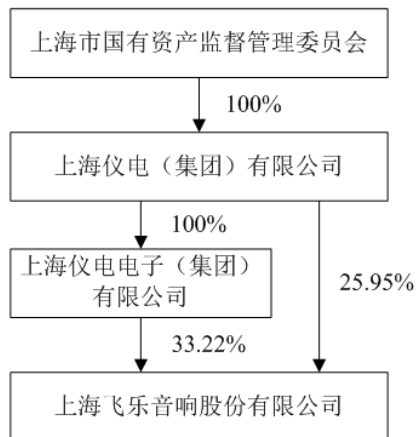 上海市国有资产监督管理委员会
100%
上海仪电（集团）有限公司
100%
上海仪电电子（集团）
有限公司
25.95%
33.22%
上海飞乐音响股份有限公司